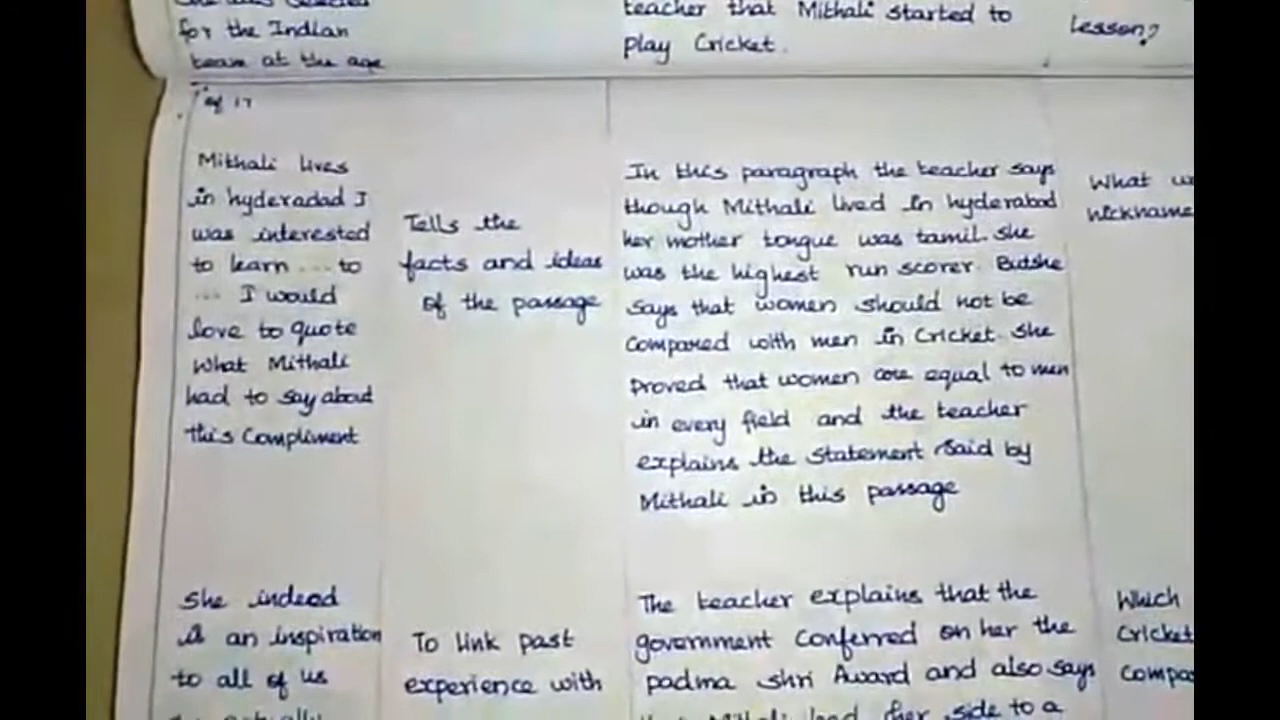 for the Indian
team at the age
of 17
teacher that Mithali started to
play Cricket.
lesson?
Mithali lives
in hyderadad I
was interested
to learn ... to
... I would
love to quote
what Mithali
had to say about
this Compliment
Tells the
facts and ideas
of the passage
In this paragraph the teacher says
though Mithali lived in hyderabad
her mother tongue was tamil. she
was the highest run scorer. But she
says that women should not be
Compared with men in Cricket. she
proved that women are equal to men
in every field and the teacher
explains the statement said by
Mithali in this passage
What
nickname
She indeed
is an inspiration
to all of us
To link past
experience with
The teacher explains that the
government conferred on her the
padma shri Award and also says
that Mithali lead her side to a
Which
Cricket
Compa